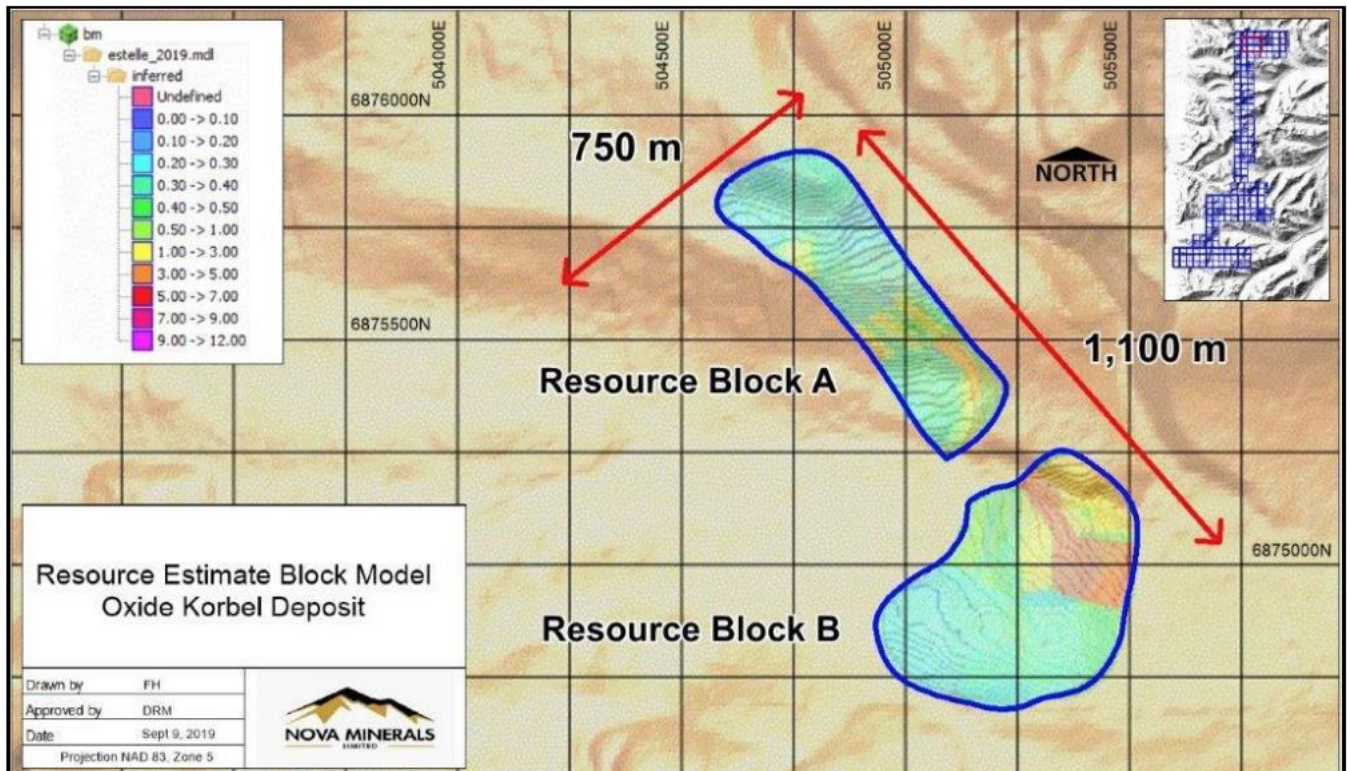 bm
estelle_2019.mdl
inferred
Undefined
0.00 -> 0.10
0.10 -> 0.20
0.20 -> 0.30
0.30 -> 0.40
0.40 -> 0.50
0.50 -> 1.00
1.00 -> 3.00
3.00 -> 5.00
5.00 -> 7.00
7.00 -> 9.00
9.00 -> 12.00
504000E
504500E
505000E
505500E
6876000N
750 m
NORTH
6875500N
1,100 m
Resource Block A
6875000N
Resource Block B
Resource Estimate Block Model
Oxide Korbel Deposit
Drawn by FH
Approved by DRM
Date Sept 9, 2019
Projection NAD 83, Zone 5
NOVA MINERALS
LIMITED